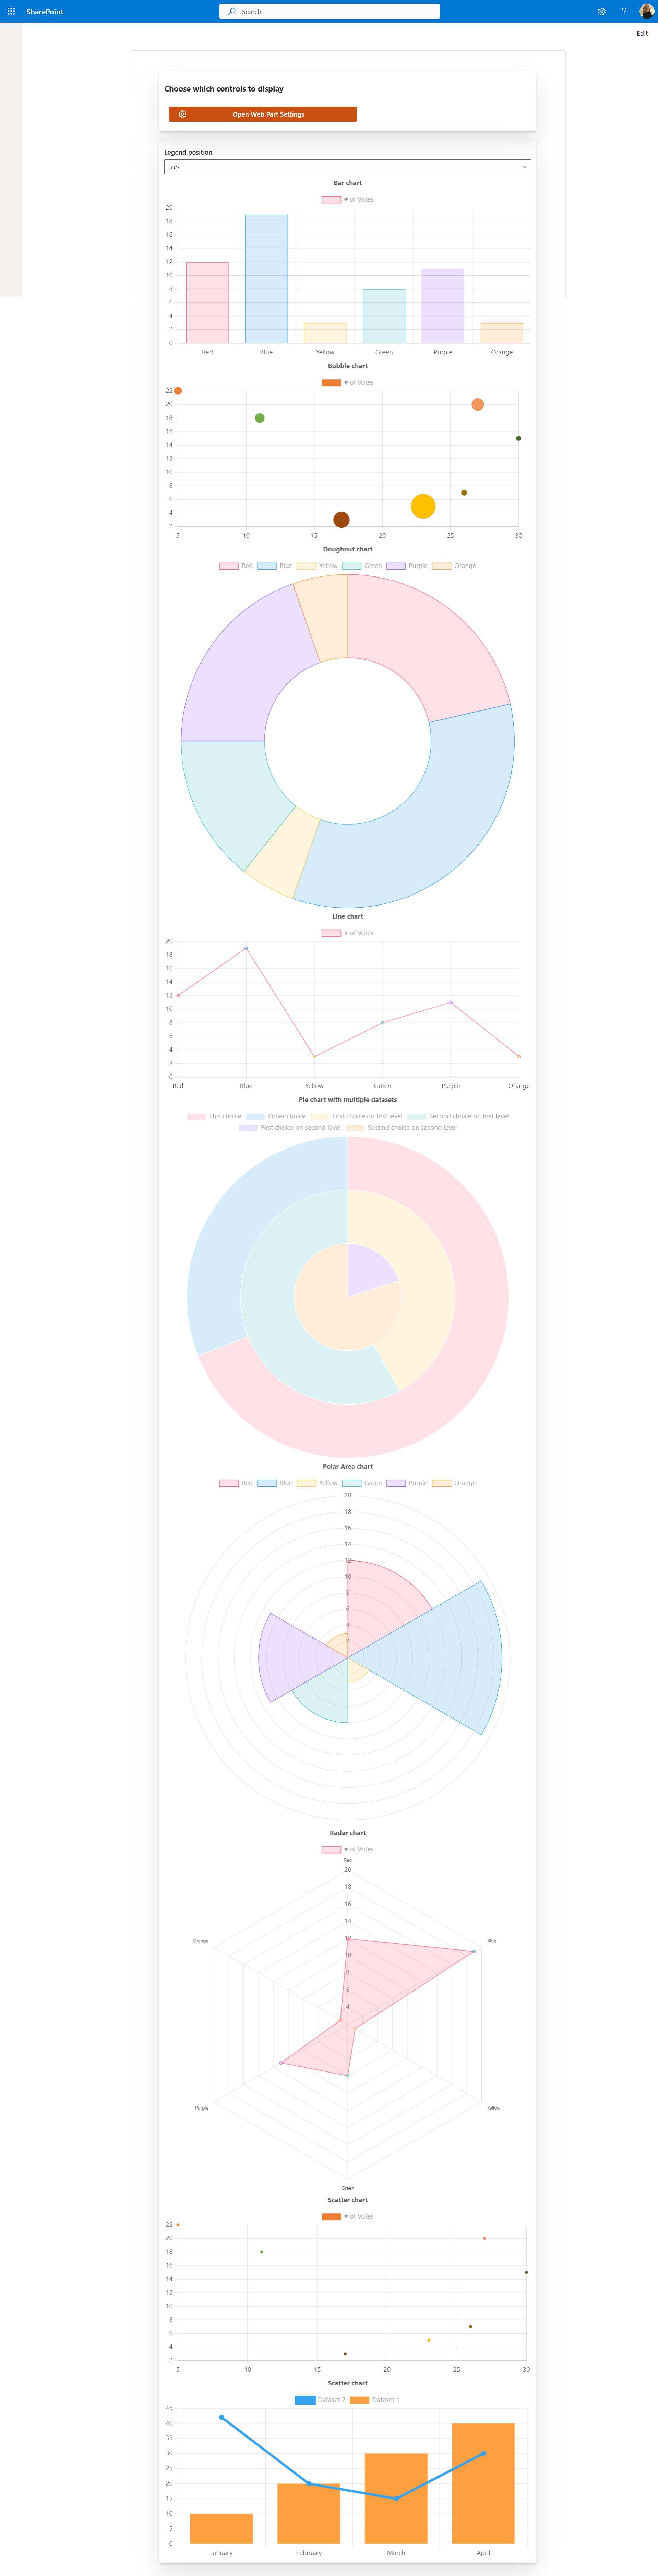 SharePoint
Search
?
Edit
Choose which controls to display
Open Web Part Settings
Legend position
Top
Bar chart
# of Votes
20
18
16
14
12
10
8
6
4
2
0
Red Blue Yellow Green Purple Orange
Bubble chart
# of Votes
22
20
18
16
14
12
10
8
6
4
2
5 10 15 20 25 30
Doughnut chart
Red Blue Yellow Green Purple Orange
Line chart
# of Votes
20
18
16
14
12
10
8
6
4
2
0
Red Blue Yellow Green Purple Orange
Pie chart with multiple datasets
This choice Other choice First choice on first level Second choice on first level
First choice on second level Second choice on second level
Polar Area chart
Red Blue Yellow Green Purple Orange
20
18
16
14
12
10
8
6
4
2
Radar chart
# of Votes
Red
20
18
16
14
12
Orange Blue
10
8
6
4
Purple Yellow
Green
Scatter chart
# of Votes
22
20
18
16
14
12
10
8
6
4
2
5 10 15 20 25 30
Scatter chart
Dataset 2 Dataset 1
45
40
35
30
25
20
15
10
5
0
January February March April